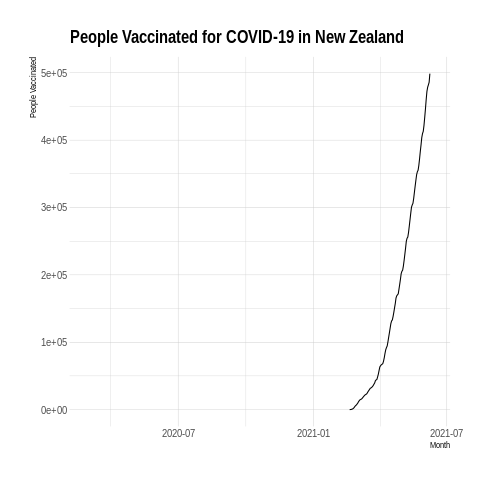 People Vaccinated for COVID-19 in New Zealand
People Vaccinated
5e+05
4e+05
3e+05
2e+05
1e+05
0e+00
2020-07
2021-01
2021-07
Month